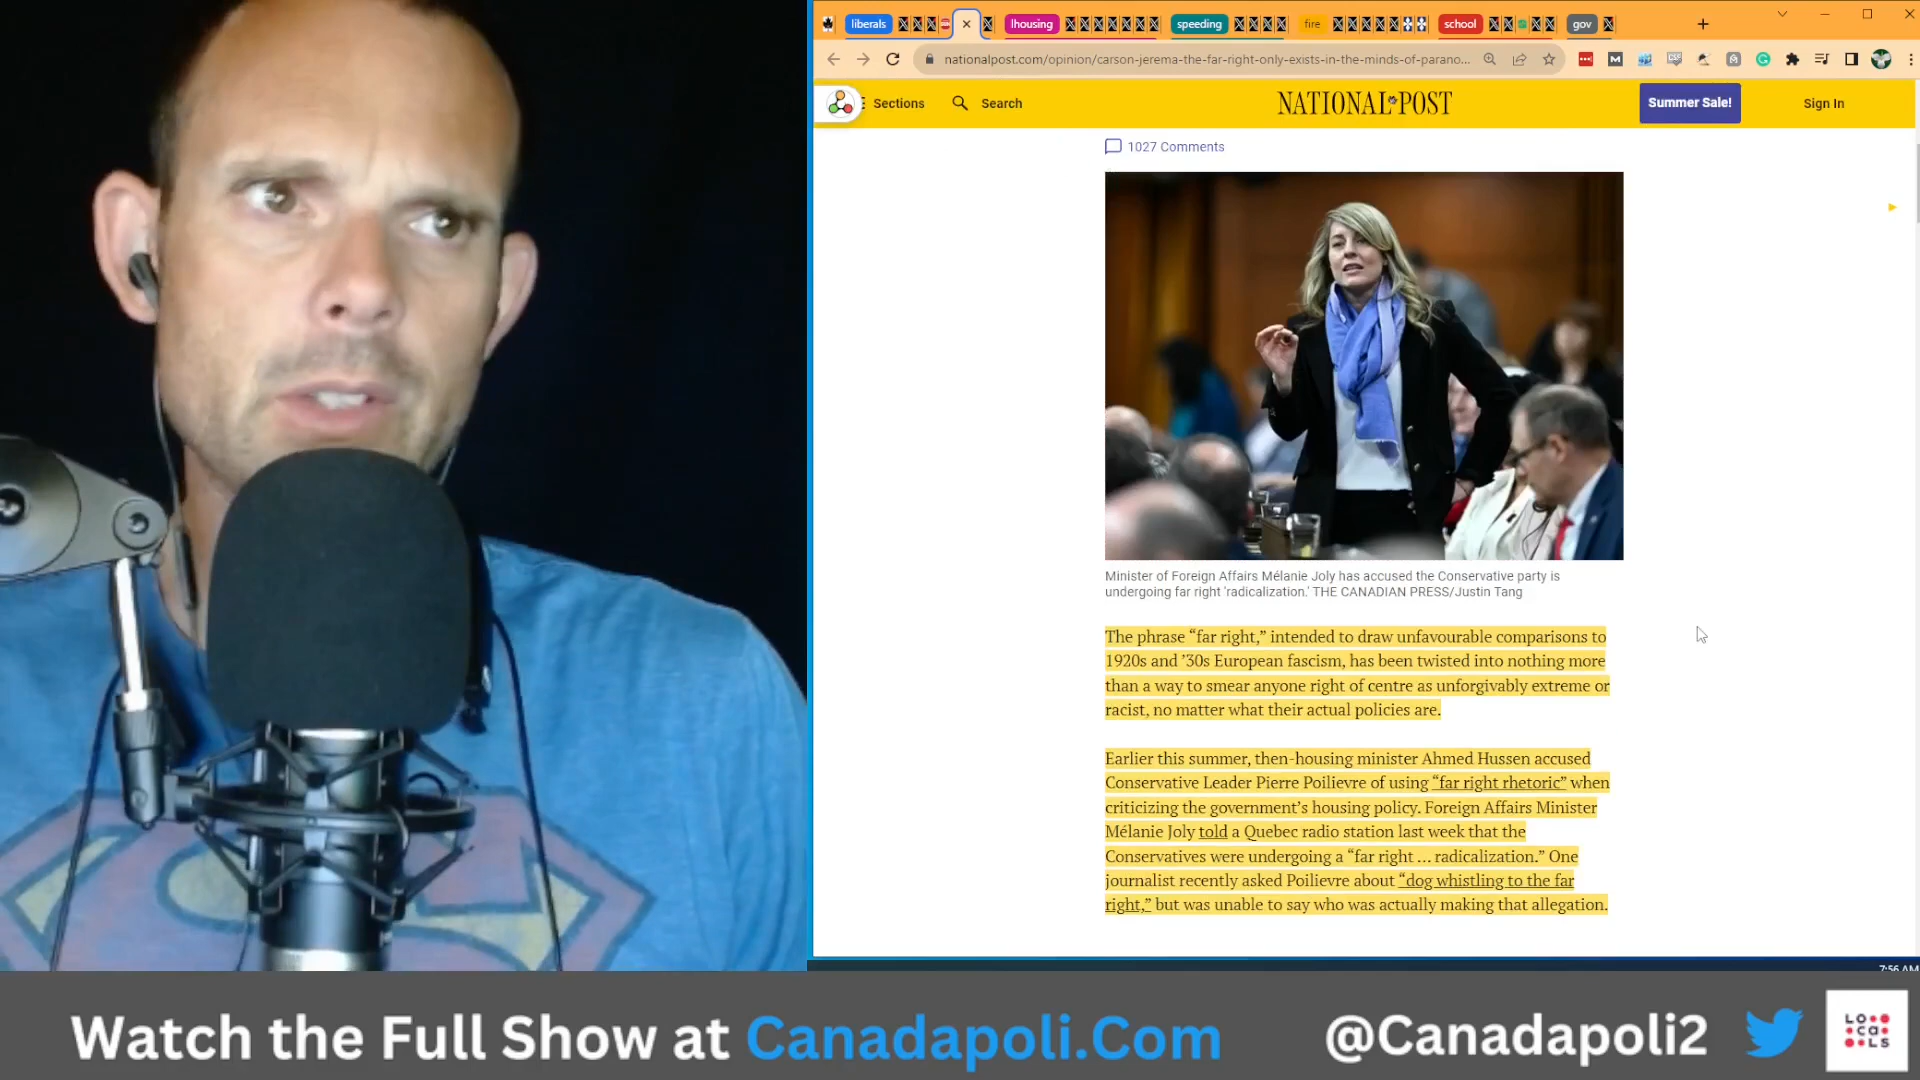 liberals
lhousing
speeding
fire
school
gov
nationalpost.com/opinion/carson-jerema-the-far-right-only-exists-in-the-minds-of-parano...
Sections
Search
NATIONAL POST
Summer Sale!
Sign In
1027 Comments
Minister of Foreign Affairs Mélanie Joly has accused the Conservative party is
undergoing far right 'radicalization.' THE CANADIAN PRESS/Justin Tang
The phrase “far right,” intended to draw unfavourable comparisons to
1920s and ’30s European fascism, has been twisted into nothing more
than a way to smear anyone right of centre as unforgivably extreme or
racist, no matter what their actual policies are.
Earlier this summer, then-housing minister Ahmed Hussen accused
Conservative Leader Pierre Poilievre of using “far right rhetoric” when
criticizing the government’s housing policy. Foreign Affairs Minister
Mélanie Joly told a Quebec radio station last week that the
Conservatives were undergoing a “far right … radicalization.” One
journalist recently asked Poilievre about “dog whistling to the far
right,” but was unable to say who was actually making that allegation.
7:56 AM
Watch the Full Show at Canadapoli.Com
@Canadapoli2
LOcaLS